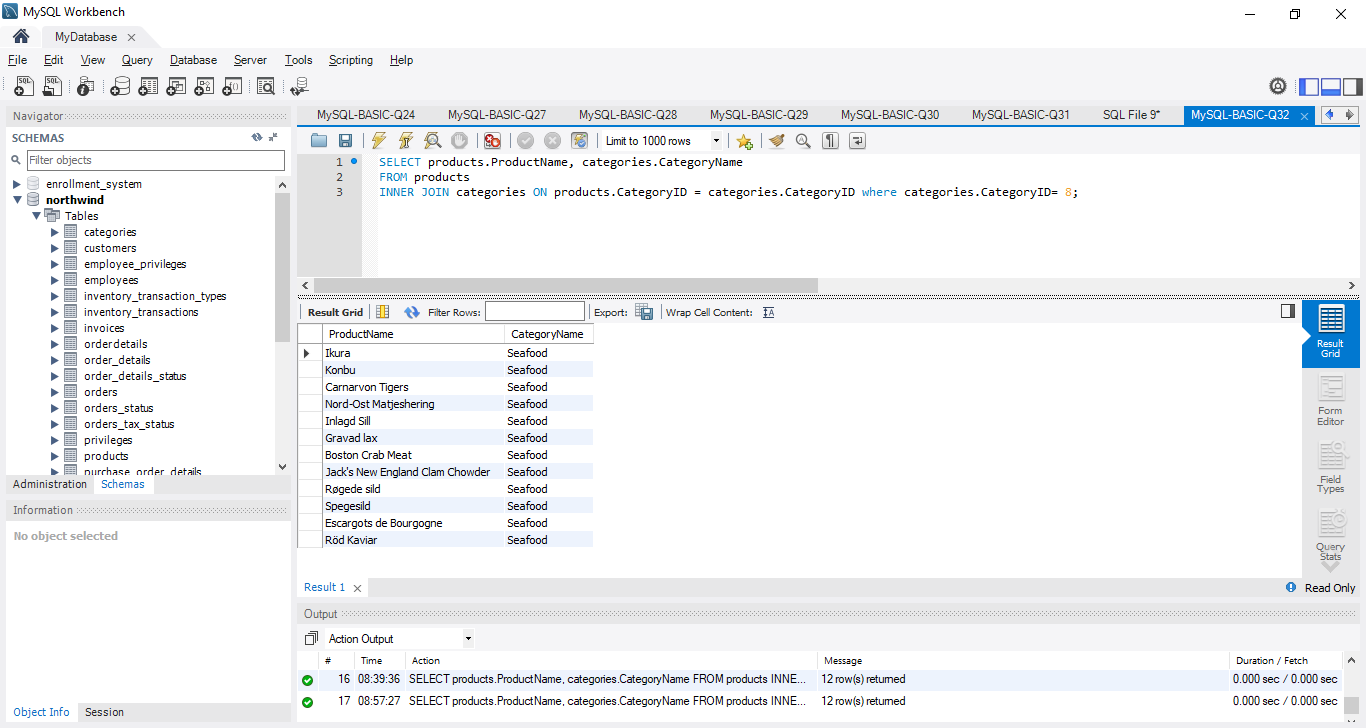 MySQL Workbench
MyDatabase
File Edit View Query Database Server Tools Scripting Help
Navigator
SCHEMAS
Filter objects
enrollment_system
northwind
Tables
categories
customers
employee_privileges
employees
inventory_transaction_types
inventory_transactions
invoices
orderdetails
order_details
order_details_status
orders
orders_status
orders_tax_status
privileges
products
purchase_order_details
Administration Schemas
Information
No object selected
Object Info Session
MySQL-BASIC-Q24 MySQL-BASIC-Q27 MySQL-BASIC-Q28 MySQL-BASIC-Q29 MySQL-BASIC-Q30 MySQL-BASIC-Q31 SQL File 9* MySQL-BASIC-Q32
Limit to 1000 rows
1 SELECT products.ProductName, categories.CategoryName
2 FROM products
3 INNER JOIN categories ON products.CategoryID = categories.CategoryID where categories.CategoryID= 8;
Result Grid Filter Rows: Export: Wrap Cell Content:
ProductName CategoryName
Ikura Seafood
Konbu Seafood
Carnarvon Tigers Seafood
Nord-Ost Matjeshering Seafood
Inlagd Sill Seafood
Gravad lax Seafood
Boston Crab Meat Seafood
Jack's New England Clam Chowder Seafood
Røgede sild Seafood
Spegesild Seafood
Escargots de Bourgogne Seafood
Röd Kaviar Seafood
Result
Grid
Form
Editor
Field
Types
Query
Stats
Result 1
Read Only
Output
Action Output
# Time Action Message Duration / Fetch
16 08:39:36 SELECT products.ProductName, categories.CategoryName FROM products INNE... 12 row(s) returned 0.000 sec / 0.000 sec
17 08:57:27 SELECT products.ProductName, categories.CategoryName FROM products INNE... 12 row(s) returned 0.000 sec / 0.000 sec